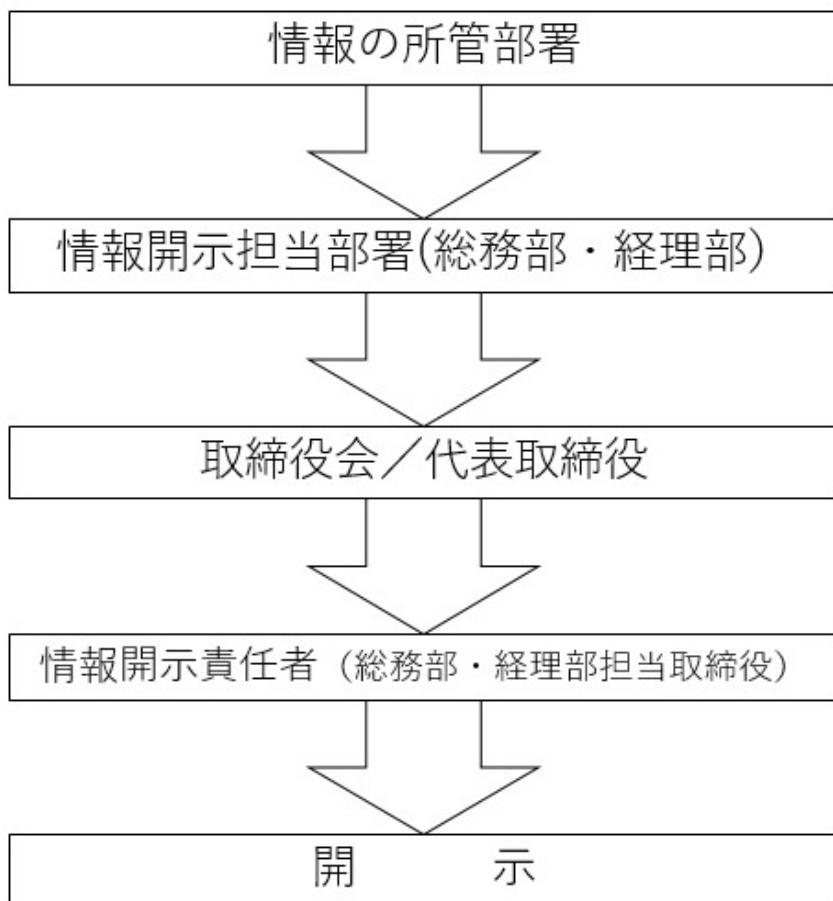 情報の所管部署
情報開示担当部署(総務部・経理部)
取締役会／代表取締役
情報開示責任者（総務部・経理部担当取締役）
開　　　示